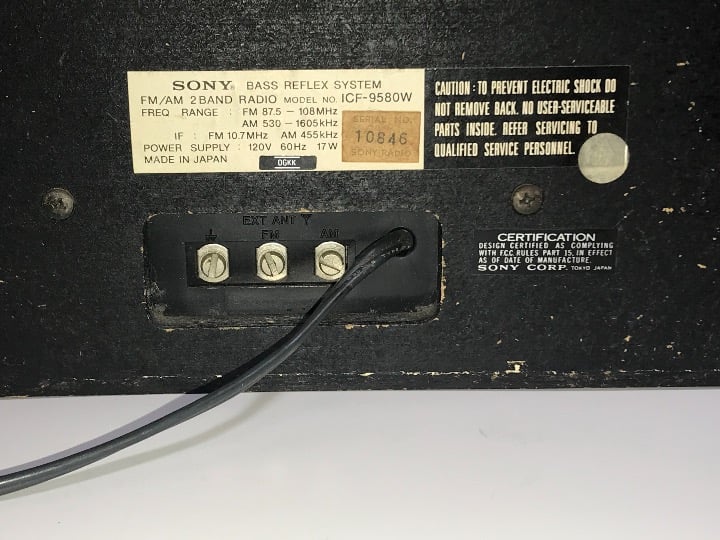 SONY® BASS REFLEX SYSTEM
FM/AM 2 BAND RADIO MODEL NO. ICF-9580W
FREQ RANGE : FM 87.5 - 108MHz
AM 530 - 1605kHz
IF : FM 10.7MHz AM 455kHz
POWER SUPPLY : 120V 60Hz 17W
MADE IN JAPAN
OGKK
SERIAL NO.
10846
SONY RADIO
CAUTION : TO PREVENT ELECTRIC SHOCK DO
NOT REMOVE BACK. NO USER-SERVICEABLE
PARTS INSIDE. REFER SERVICING TO
QUALIFIED SERVICE PERSONNEL.
EXT ANT
FM AM
CERTIFICATION
DESIGN CERTIFIED AS COMPLYING
WITH F.C.C. RULES PART 15, IN EFFECT
AS OF DATE OF MANUFACTURE.
SONY CORP. TOKYO JAPAN